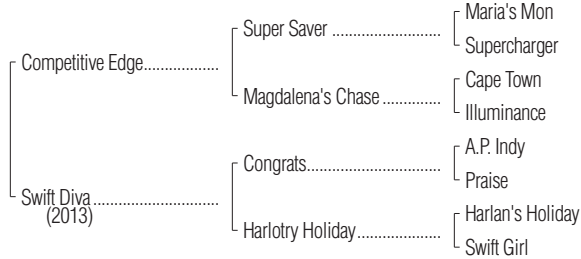 Maria's Mon
Super Saver ..................
Supercharger
Competitive Edge..................
Cape Town
Magdalena's Chase ..............
Illuminance
A.P. Indy
Congrats.......................
Praise
Swift Diva..............................
(2013)
Harlan's Holiday
Harlotry Holiday..................
Swift Girl